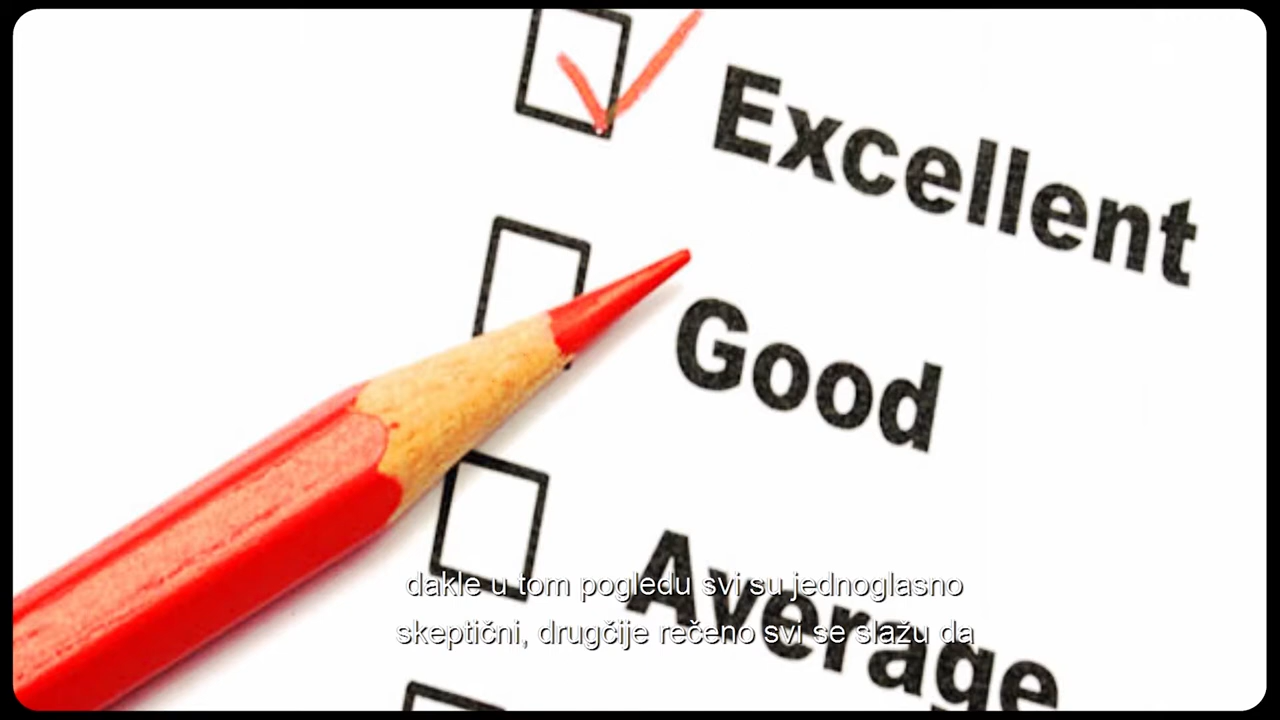 Excellent
Good
Average
dakle u tom pogledu svi su jednoglasno
skeptični, drugčije rečeno svi se slažu da